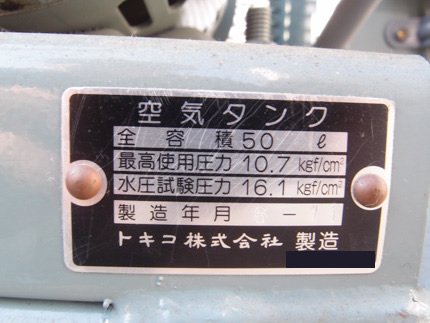 空気タンク
全容積 50 ℓ
最高使用圧力 10.7 kgf/cm²
水圧試験圧力 16.1 kgf/cm²
製造年月 -
トキコ株式会社 製造